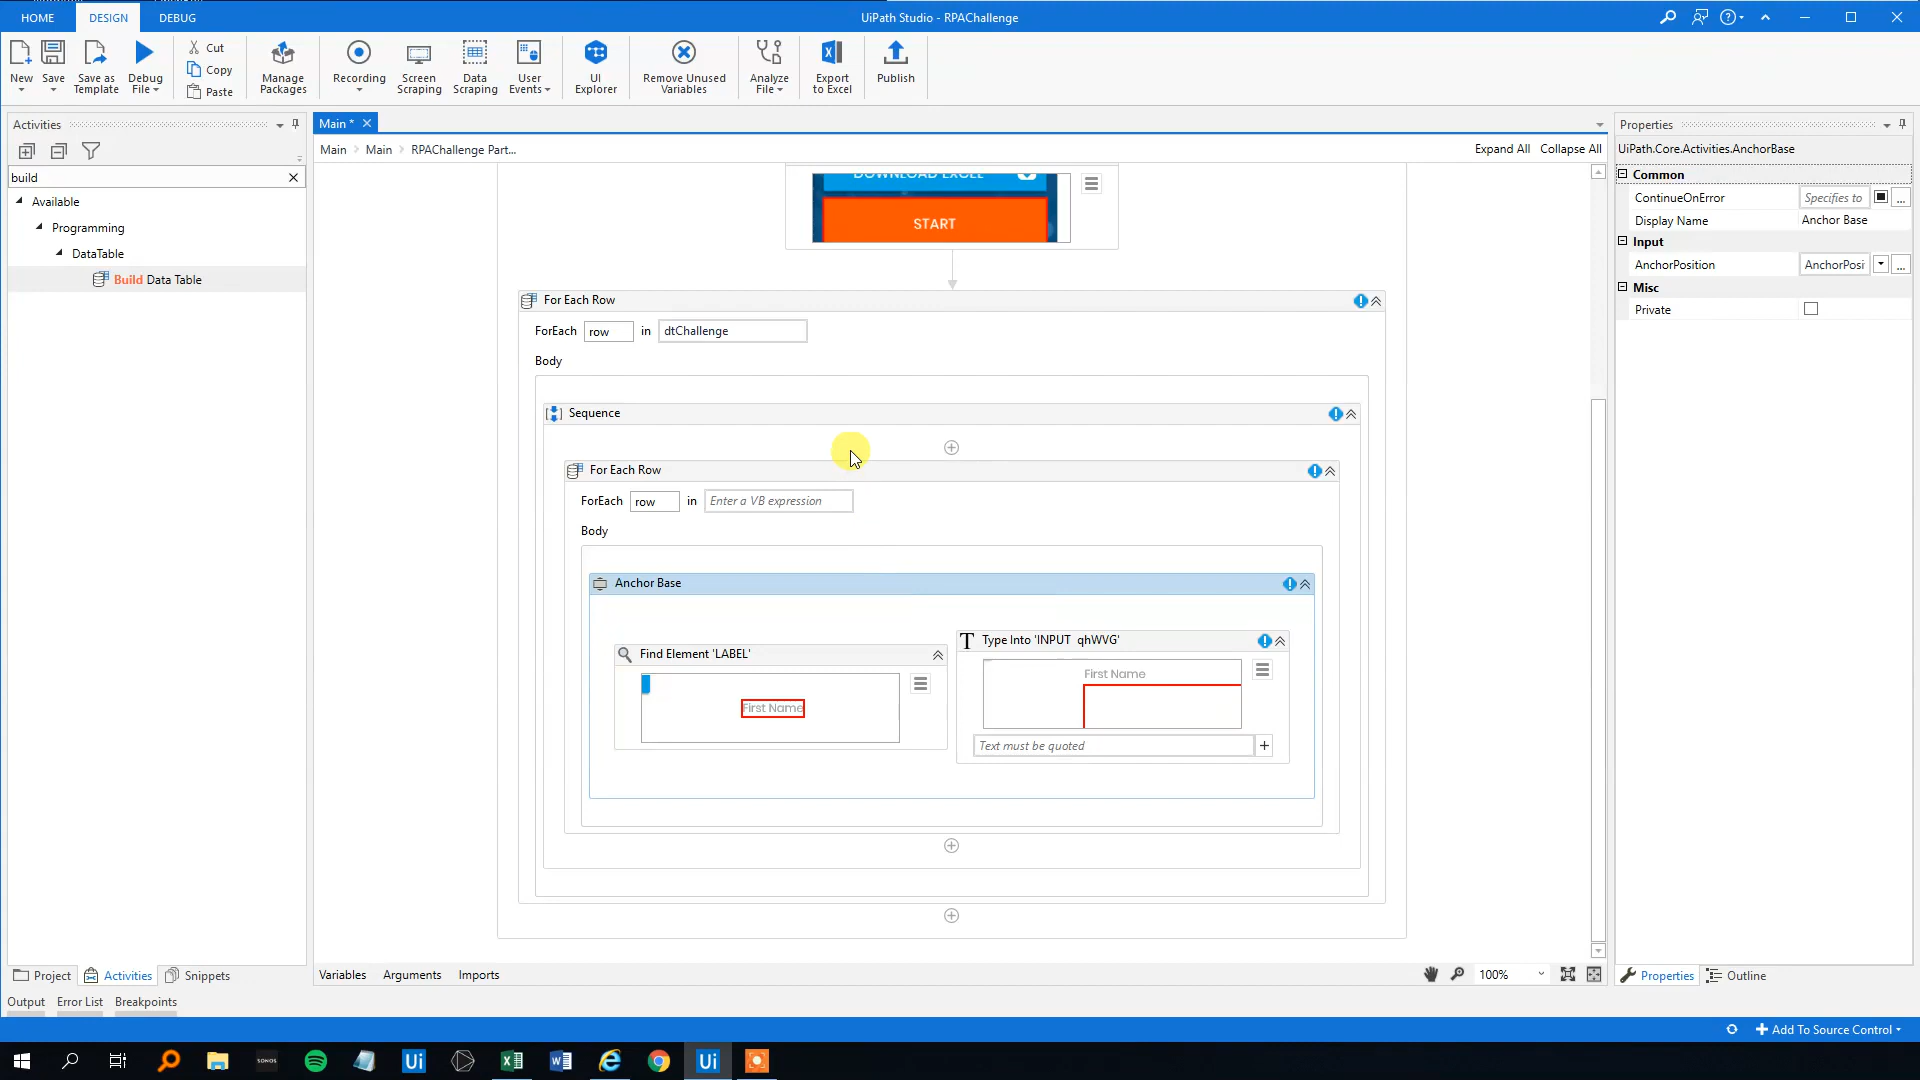 HOME DESIGN DEBUG
UiPath Studio - RPAChallenge
New
Save
Save as Template
Debug File
Cut
Copy
Paste
Manage Packages
Recording
Screen Scraping
Data Scraping
User Events
UI Explorer
Remove Unused Variables
Analyze File
Export to Excel
Publish
Activities
build
Available
Programming
DataTable
Build Data Table
Project Activities Snippets
Main *
Main > Main > RPAChallenge Part...
Expand All Collapse All
DOWNLOAD EXCEL
START
For Each Row
ForEach row in dtChallenge
Body
Sequence
For Each Row
ForEach row in Enter a VB expression
Body
Anchor Base
Find Element 'LABEL'
First Name
Type Into 'INPUT qhWVG'
First Name
Text must be quoted
Variables Arguments Imports
100%
Properties
UiPath.Core.Activities.AnchorBase
Common
ContinueOnError Specifies to ...
Display Name Anchor Base
Input
AnchorPosition AnchorPosi ...
Misc
Private
Properties Outline
Output Error List Breakpoints
Add To Source Control
SONOS
Ui
Ui